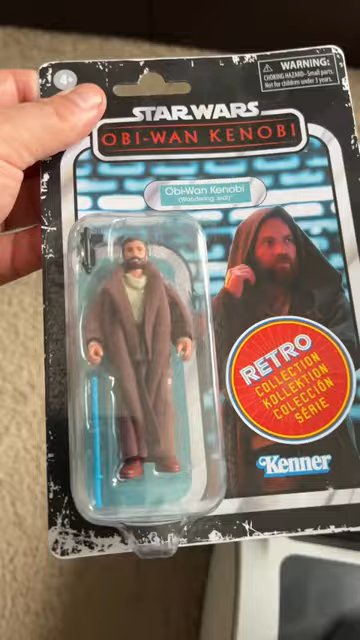 4+
WARNING:
CHOKING HAZARD–Small parts.
Not for children under 3 years.
STAR WARS
OBI-WAN KENOBI
Obi-Wan Kenobi
(Wandering Jedi)
RETRO
COLLECTION
KOLLEKTION
COLECCIÓN
SÉRIE
Kenner